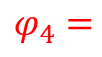 φ₄ =